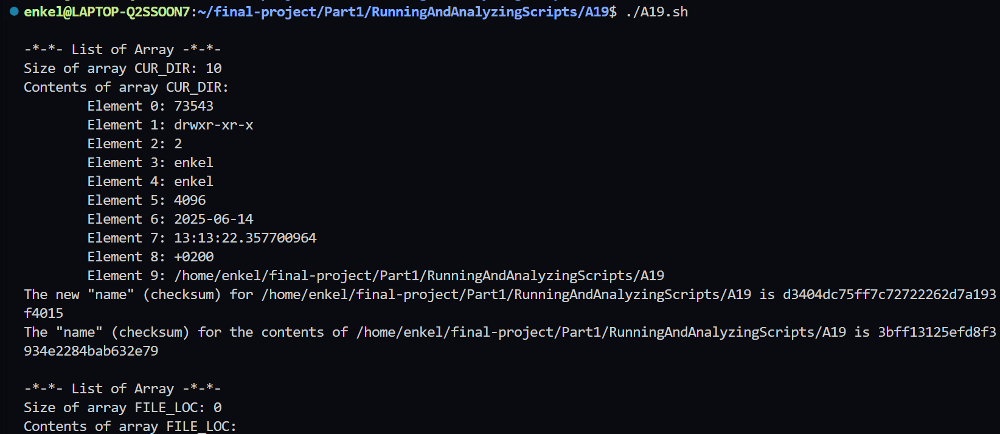 enkel@LAPTOP-Q2SSOON7:~/final-project/Part1/RunningAndAnalyzingScripts/A19$ ./A19.sh
-*-*- List of Array -*-*-
Size of array CUR_DIR: 10
Contents of array CUR_DIR:
Element 0: 73543
Element 1: drwxr-xr-x
Element 2: 2
Element 3: enkel
Element 4: enkel
Element 5: 4096
Element 6: 2025-06-14
Element 7: 13:13:22.357700964
Element 8: +0200
Element 9: /home/enkel/final-project/Part1/RunningAndAnalyzingScripts/A19
The new "name" (checksum) for /home/enkel/final-project/Part1/RunningAndAnalyzingScripts/A19 is d3404dc75ff7c72722262d7a193
f4015
The "name" (checksum) for the contents of /home/enkel/final-project/Part1/RunningAndAnalyzingScripts/A19 is 3bff13125efd8f3
934e2284bab632e79
-*-*- List of Array -*-*-
Size of array FILE_LOC: 0
Contents of array FILE_LOC: